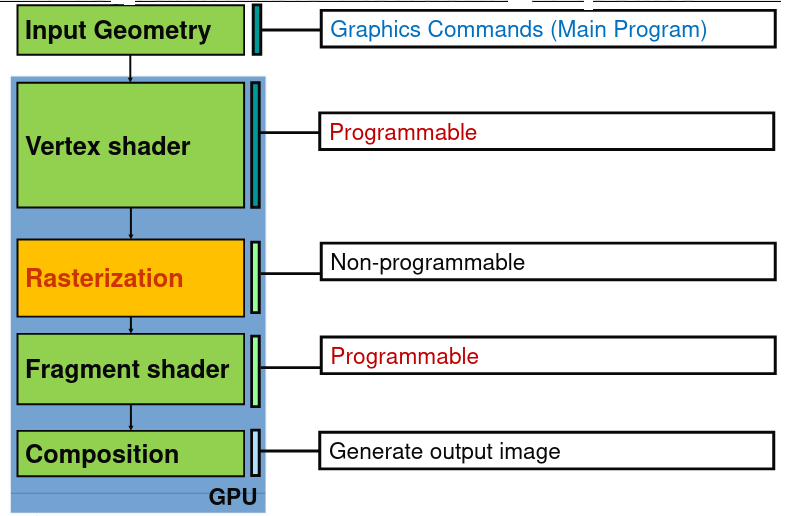 Input Geometry
Graphics Commands (Main Program)
Vertex shader
Programmable
Rasterization
Non-programmable
Fragment shader
Programmable
Composition
Generate output image
GPU